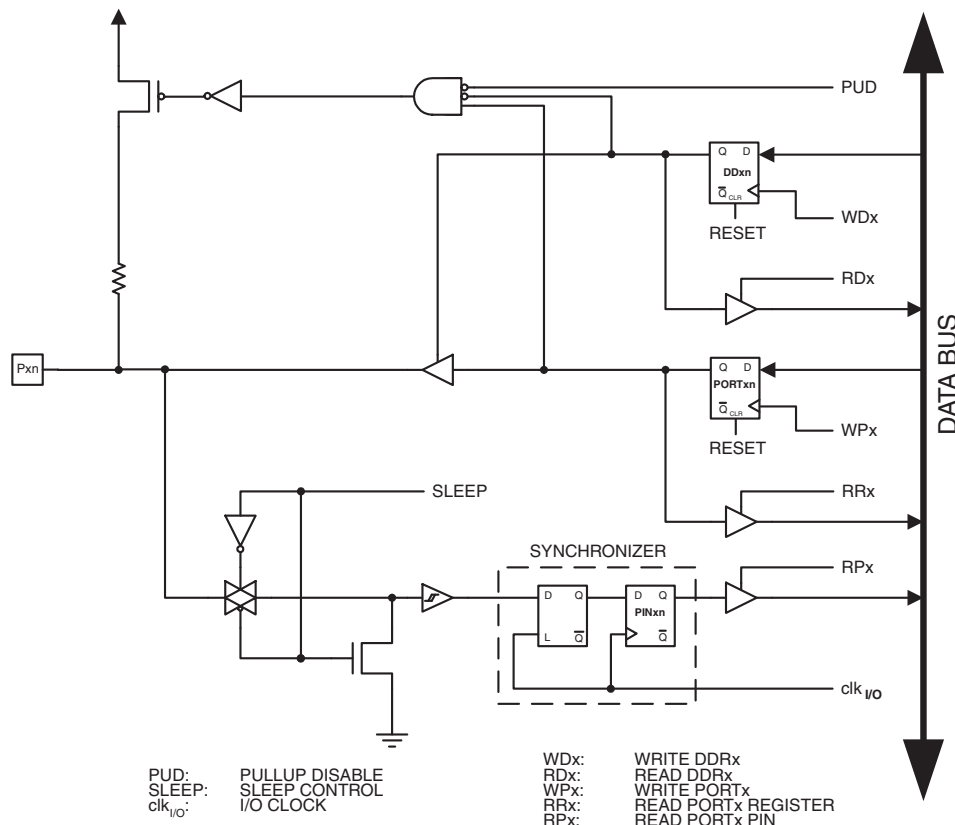 PUD
Q D
DDxn
Q CLR
WDx
RESET
RDx
Pxn
Q D
PORTxn
Q CLR
WPx
RESET
DATA BUS
SLEEP
RRx
SYNCHRONIZER
RPx
D Q
L Q
D Q
PINxn
Q
clk I/O
PUD: PULLUP DISABLE
SLEEP: SLEEP CONTROL
clkI/O: I/O CLOCK
WDx: WRITE DDRx
RDx: READ DDRx
WPx: WRITE PORTx
RRx: READ PORTx REGISTER
RPx: READ PORTx PIN